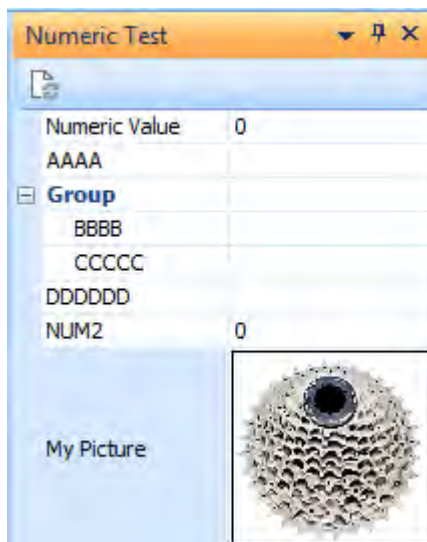 Numeric Test
Numeric Value 0
AAAA
Group
BBBB
CCCCC
DDDDDD
NUM2 0
My Picture